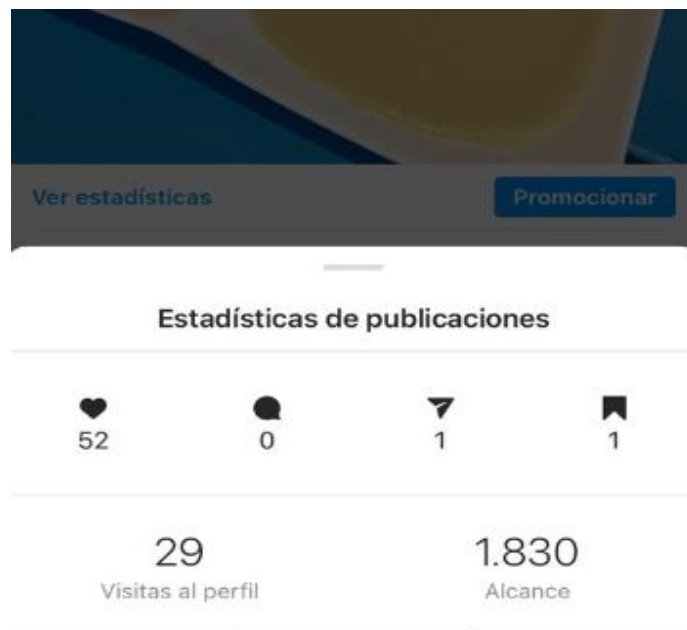 Ver estadísticas Promocionar
Estadísticas de publicaciones
52 0 1 1
29 1.830
Visitas al perfil Alcance